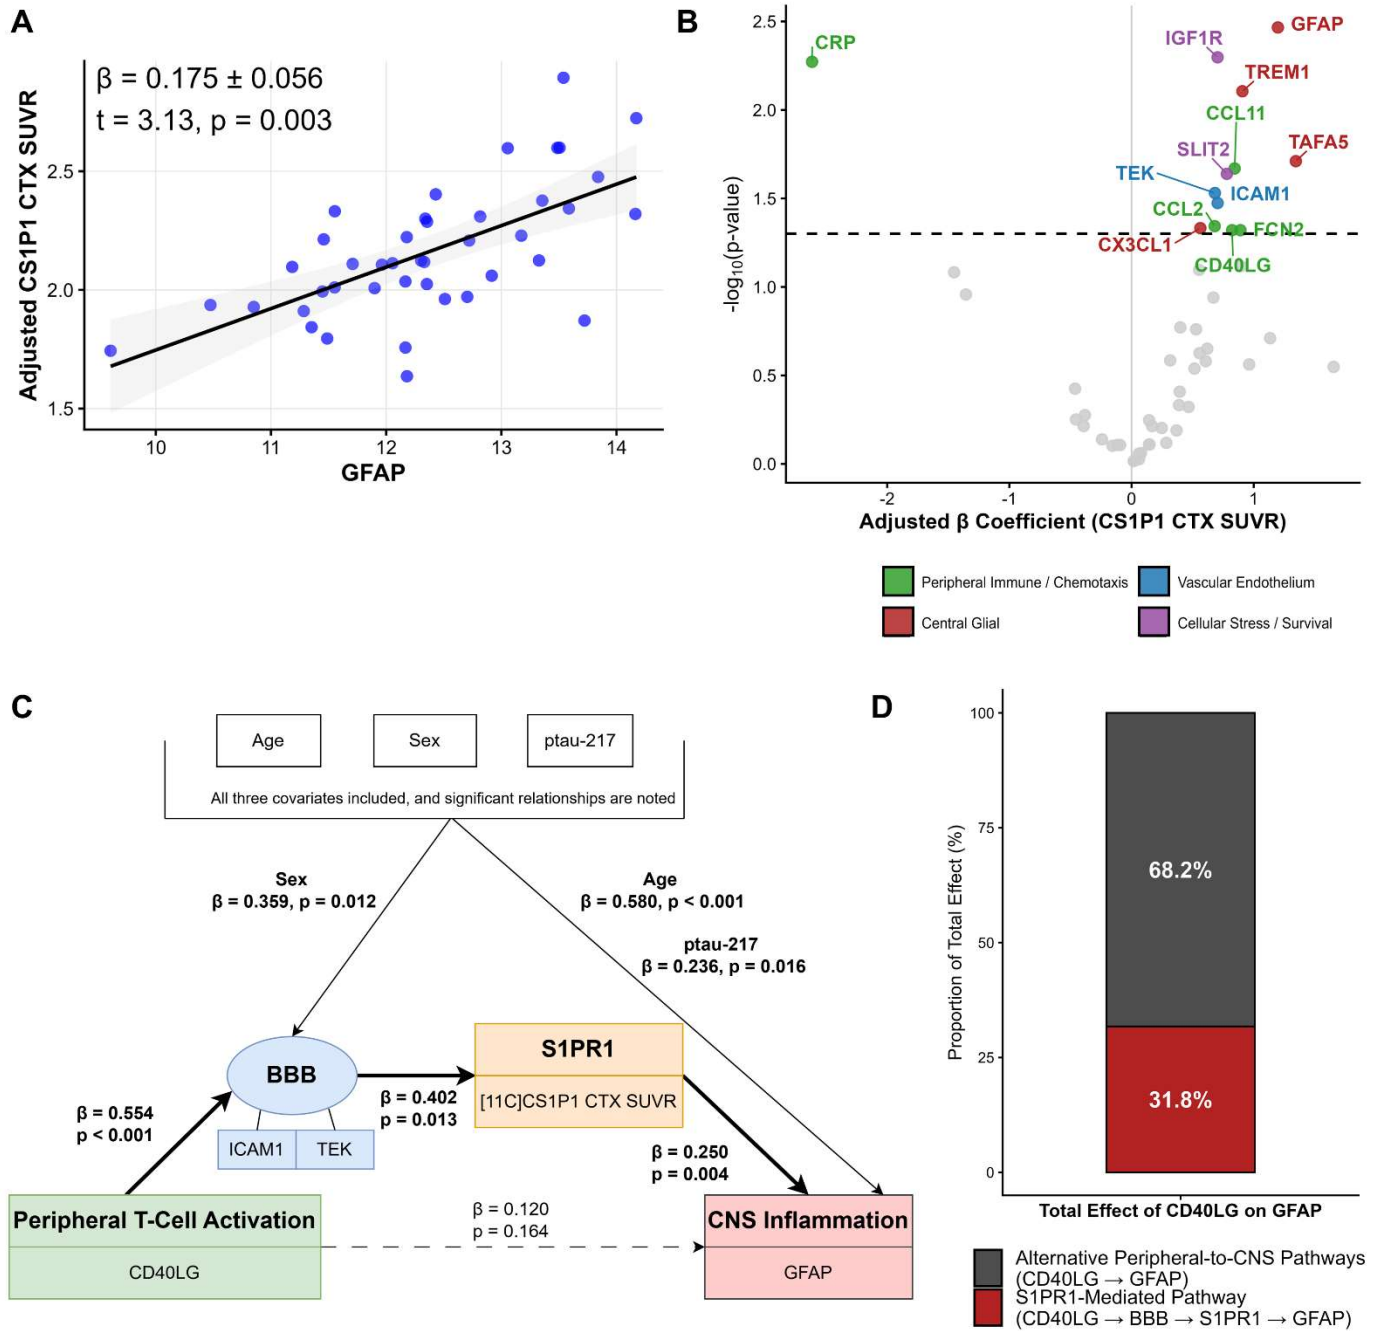 A
β = 0.175 ± 0.056
t = 3.13, p = 0.003
Adjusted CS1P1 CTX SUVR
2.5
2.0
1.5
10 11 12 13 14
GFAP
B
-log10(p-value)
2.5
2.0
1.5
1.0
0.5
0.0
CRP
GFAP
IGF1R
TREM1
CCL11
TAFA5
SLIT2
TEK
ICAM1
CCL2
FCN2
CX3CL1
CD40LG
-2 -1 0 1
Adjusted β Coefficient (CS1P1 CTX SUVR)
Peripheral Immune / Chemotaxis
Vascular Endothelium
Central Glial
Cellular Stress / Survival
C
Age
Sex
ptau-217
All three covariates included, and significant relationships are noted
Sex
β = 0.359, p = 0.012
Age
β = 0.580, p < 0.001
ptau-217
β = 0.236, p = 0.016
BBB
ICAM1
TEK
β = 0.554
p < 0.001
β = 0.402
p = 0.013
S1PR1
[11C]CS1P1 CTX SUVR
β = 0.250
p = 0.004
Peripheral T-Cell Activation
CD40LG
β = 0.120
p = 0.164
CNS Inflammation
GFAP
D
Proportion of Total Effect (%)
100
75
50
25
0
68.2%
31.8%
Total Effect of CD40LG on GFAP
Alternative Peripheral-to-CNS Pathways
(CD40LG → GFAP)
S1PR1-Mediated Pathway
(CD40LG → BBB → S1PR1 → GFAP)